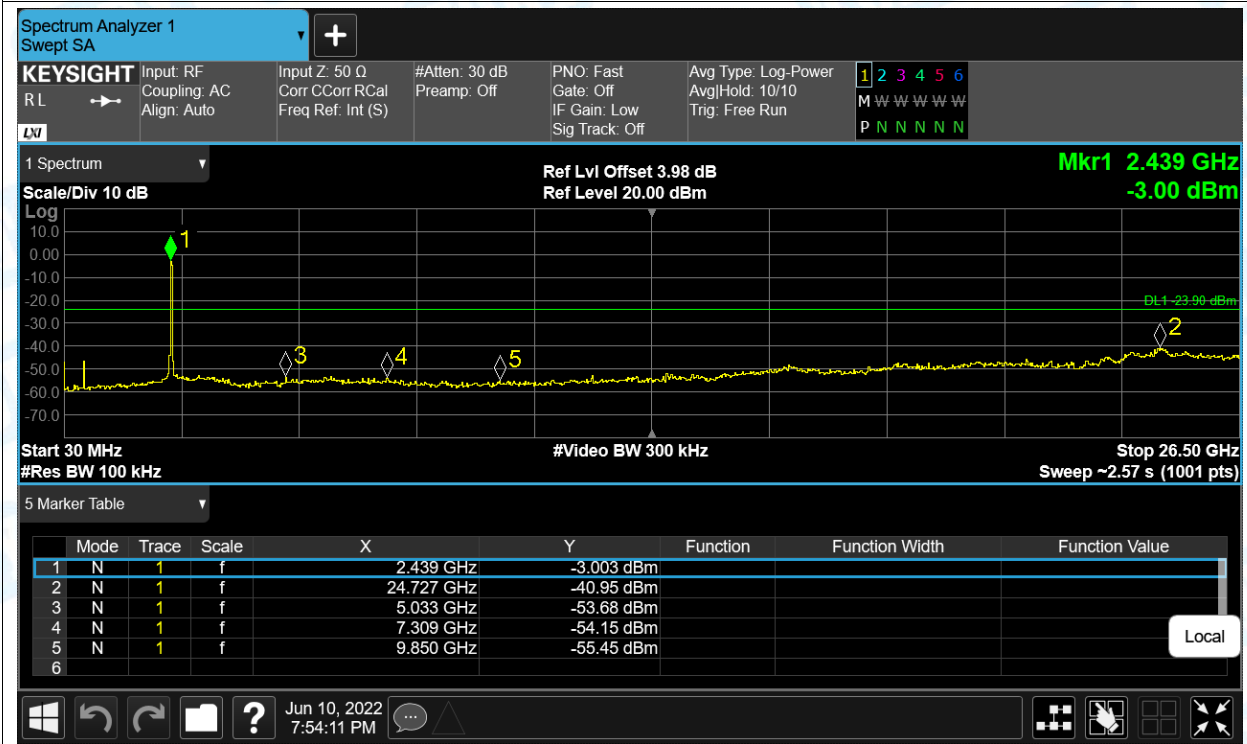 Spectrum Analyzer 1
Swept SA
+
KEYSIGHT
R L
LXI
Input: RF
Coupling: AC
Align: Auto
Input Z: 50 Ω
Corr CCorr RCal
Freq Ref: Int (S)
#Atten: 30 dB
Preamp: Off
PNO: Fast
Gate: Off
IF Gain: Low
Sig Track: Off
Avg Type: Log-Power
Avg|Hold: 10/10
Trig: Free Run
1 2 3 4 5 6
M W W W W W
P N N N N N
1 Spectrum
Scale/Div 10 dB
Ref Lvl Offset 3.98 dB
Ref Level 20.00 dBm
Mkr1 2.439 GHz
-3.00 dBm
Log
10.0
0.00
-10.0
-20.0
-30.0
-40.0
-50.0
-60.0
-70.0
1
DL1 -23.90 dBm
2
3
4
5
Start 30 MHz
#Video BW 300 kHz
Stop 26.50 GHz
#Res BW 100 kHz
Sweep ~2.57 s (1001 pts)
5 Marker Table
Mode Trace Scale X Y Function Function Width Function Value
1 N 1 f 2.439 GHz -3.003 dBm
2 N 1 f 24.727 GHz -40.95 dBm
3 N 1 f 5.033 GHz -53.68 dBm
4 N 1 f 7.309 GHz -54.15 dBm
5 N 1 f 9.850 GHz -55.45 dBm
6
Local
?
Jun 10, 2022
7:54:11 PM